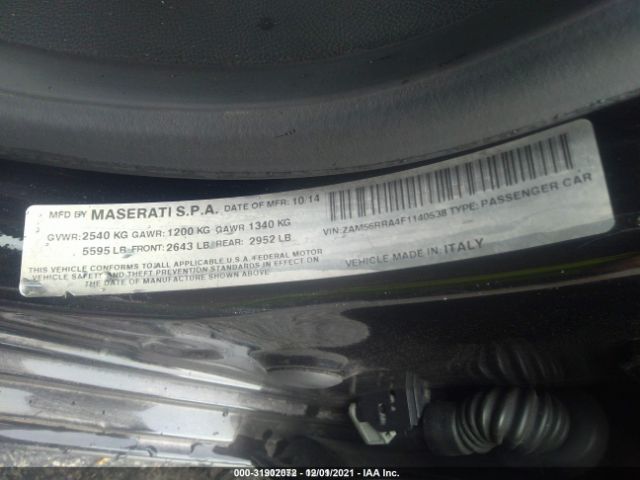 MFD BY MASERATI S.P.A. DATE OF MFR: 10/14
GVWR: 2540 KG GAWR: 1200 KG GAWR 1340 KG
5595 LB FRONT: 2643 LB REAR: 2952 LB
THIS VEHICLE CONFORMS TO ALL APPLICABLE U.S.A. FEDERAL MOTOR
VEHICLE SAFETY AND THEFT PREVENTION STANDARDS IN EFFECT ON
THE DATE OF MANUFACTURE SHOWN ABOVE.
VIN: ZAM56RRA4F1140538 TYPE: PASSENGER CAR
VEHICLE MADE IN ITALY
12/01/2021 - IAA Inc.